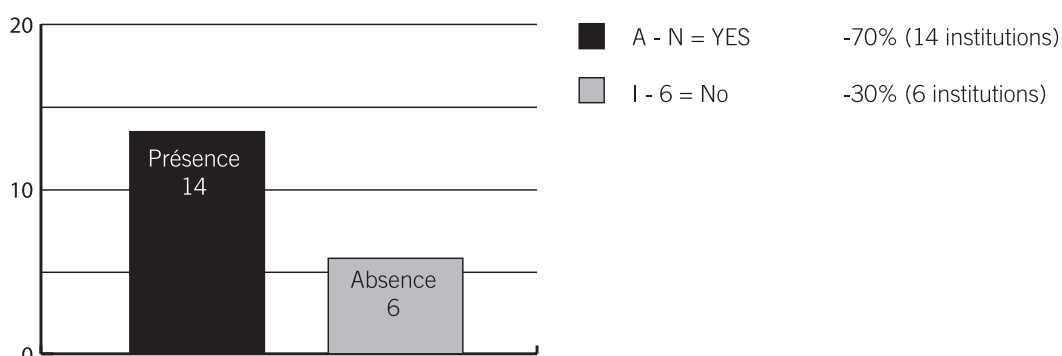 20
10
0
Présence
14
Absence
6
A - N = YES -70% (14 institutions)
I - 6 = No -30% (6 institutions)